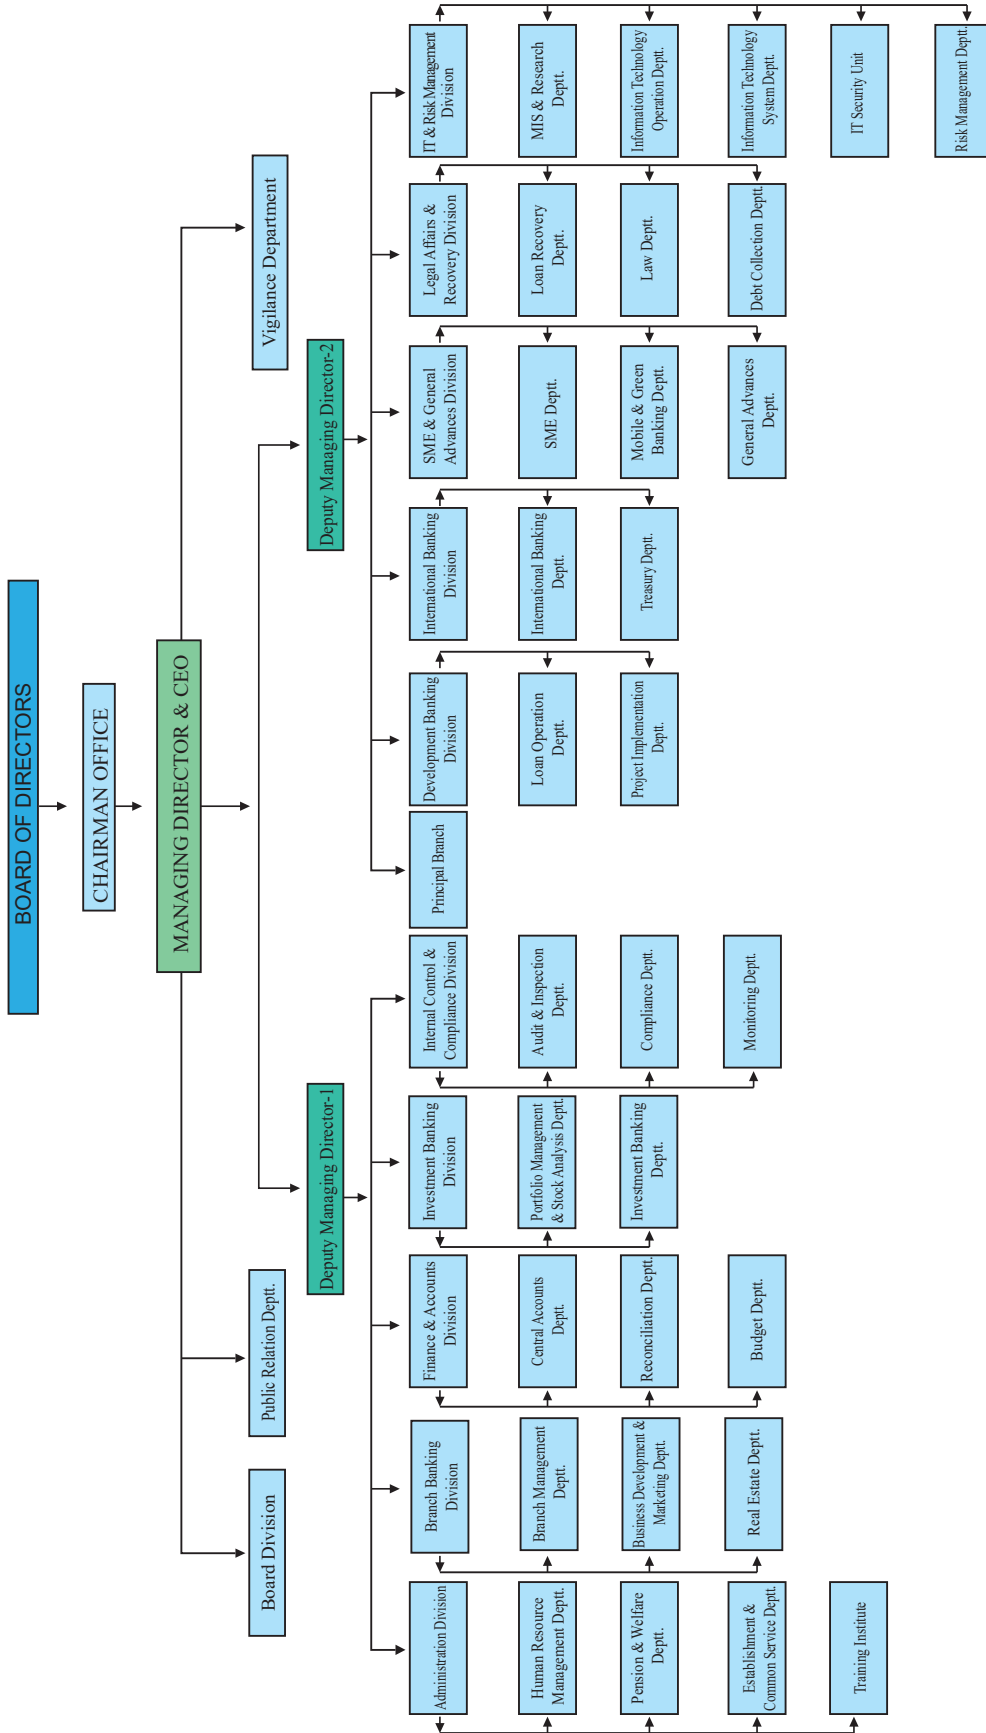 BOARD OF DIRECTORS
CHAIRMAN OFFICE
MANAGING DIRECTOR & CEO
Board Division
Public Relation Deptt.
Vigilance Department
Deputy Managing Director-1
Deputy Managing Director-2
Administration Division
Human Resource
Management Deptt.
Pension & Welfare
Deptt.
Establishment &
Common Service Deptt.
Training Institute
Branch Banking
Division
Branch Management
Deptt.
Business Development &
Marketing Deptt.
Real Estate Deptt.
Finance & Accounts
Division
Central Accounts
Deptt.
Reconciliation Deptt.
Budget Deptt.
Investment Banking
Division
Portfolio Management
& Stock Analysis Deptt.
Investment Banking
Deptt.
Internal Control &
Compliance Division
Audit & Inspection
Deptt.
Compliance Deptt.
Monitoring Deptt.
Principal Branch
Development Banking
Division
Loan Operation
Deptt.
Project Implementation
Deptt.
International Banking
Division
International Banking
Deptt.
Treasury Deptt.
SME & General
Advances Division
SME Deptt.
Mobile & Green
Banking Deptt.
General Advances
Deptt.
Legal Affairs &
Recovery Division
Loan Recovery
Deptt.
Law Deptt.
Debt Collection Deptt.
IT & Risk Management
Division
MIS & Research
Deptt.
Information Technology
Operation Deptt.
Information Technology
System Deptt.
IT Security Unit
Risk Management Deptt.